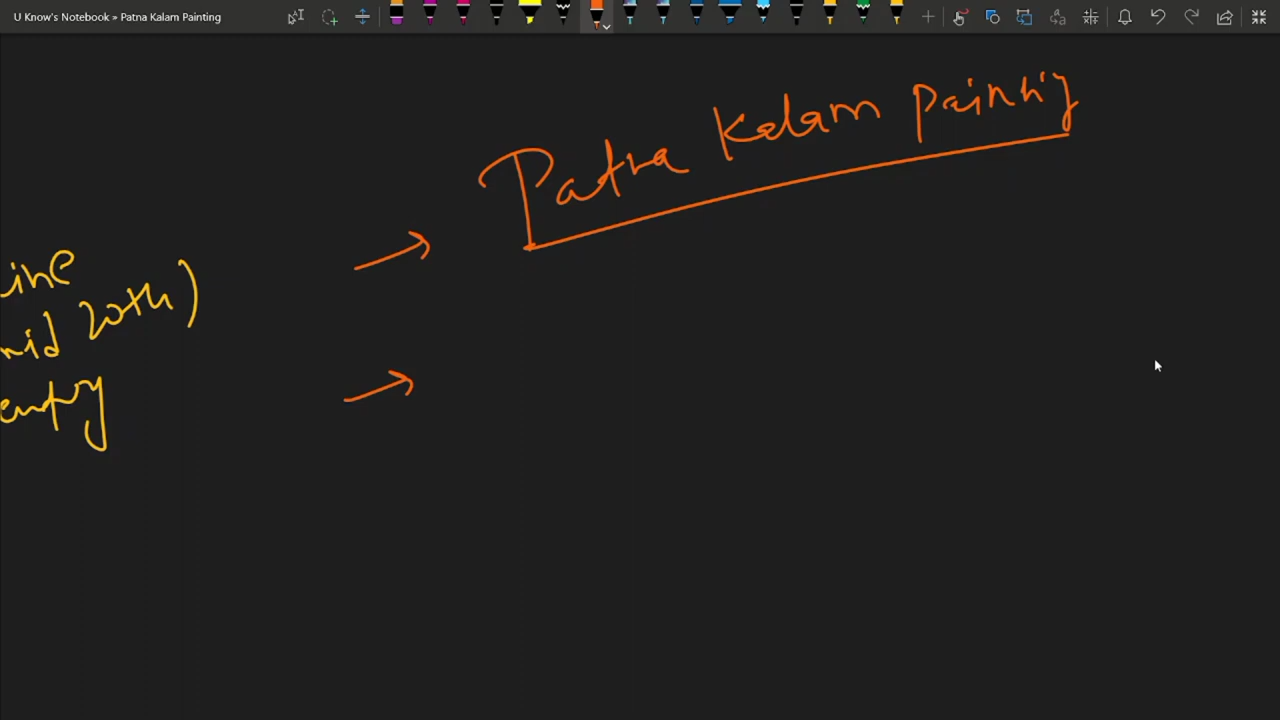 U Know's Notebook » Patna Kalam Painting
Patna Kalam Painting
mid 20th)